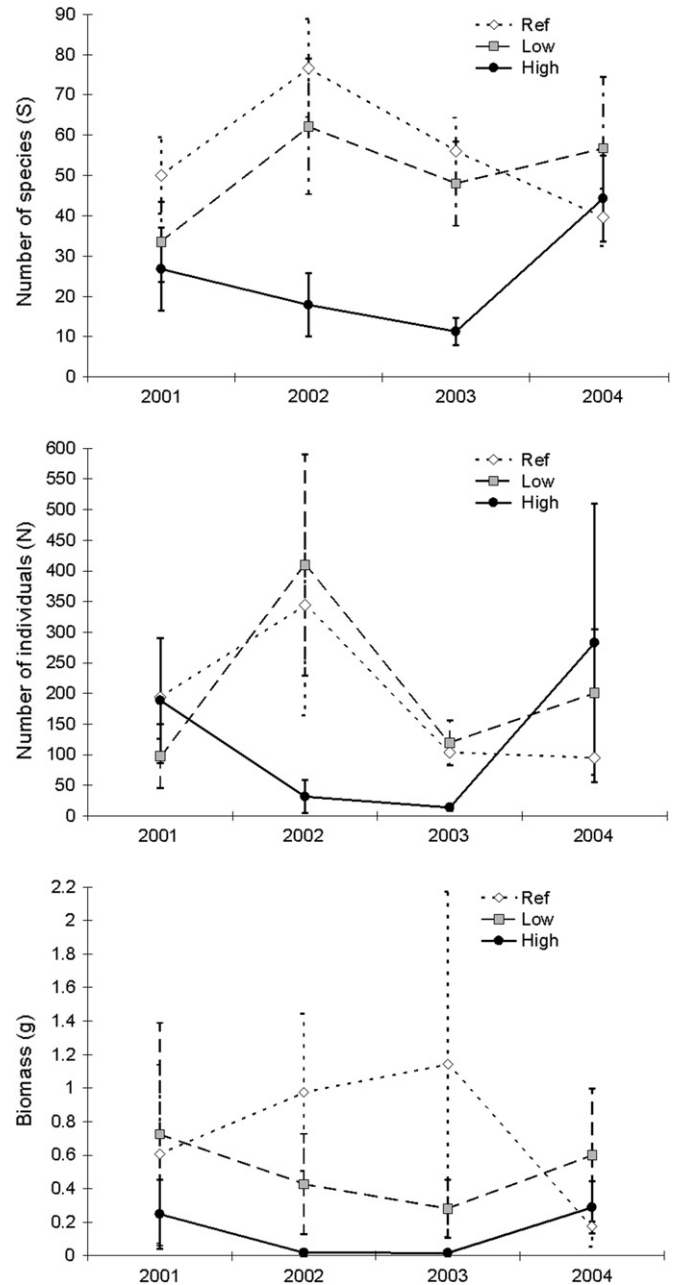 Number of species (S)
90
80
70
60
50
40
30
20
10
0
Ref
Low
High
2001 2002 2003 2004
Number of individuals (N)
600
550
500
450
400
350
300
250
200
150
100
50
0
Ref
Low
High
2001 2002 2003 2004
Biomass (g)
2.2
2
1.8
1.6
1.4
1.2
1
0.8
0.6
0.4
0.2
0
Ref
Low
High
2001 2002 2003 2004